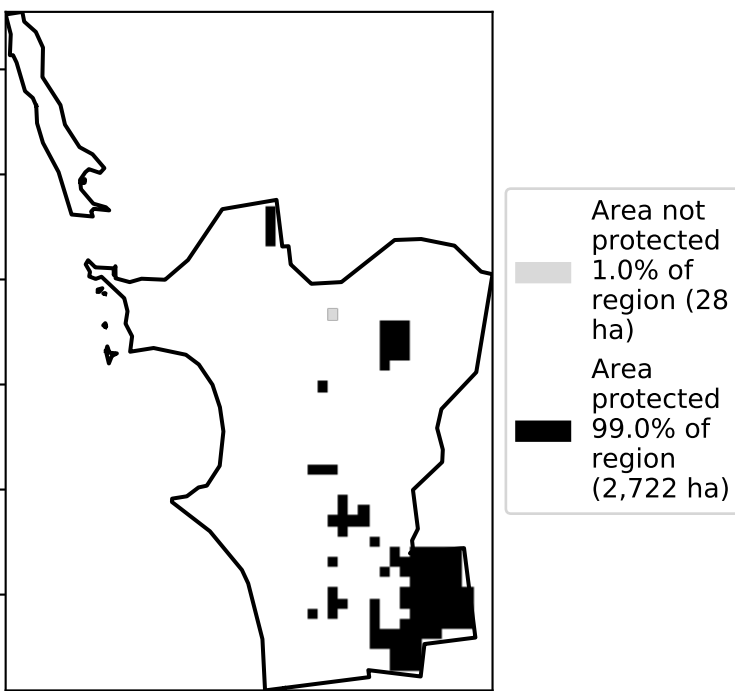 Area not
protected
1.0% of
region (28
ha)
Area
protected
99.0% of
region
(2,722 ha)